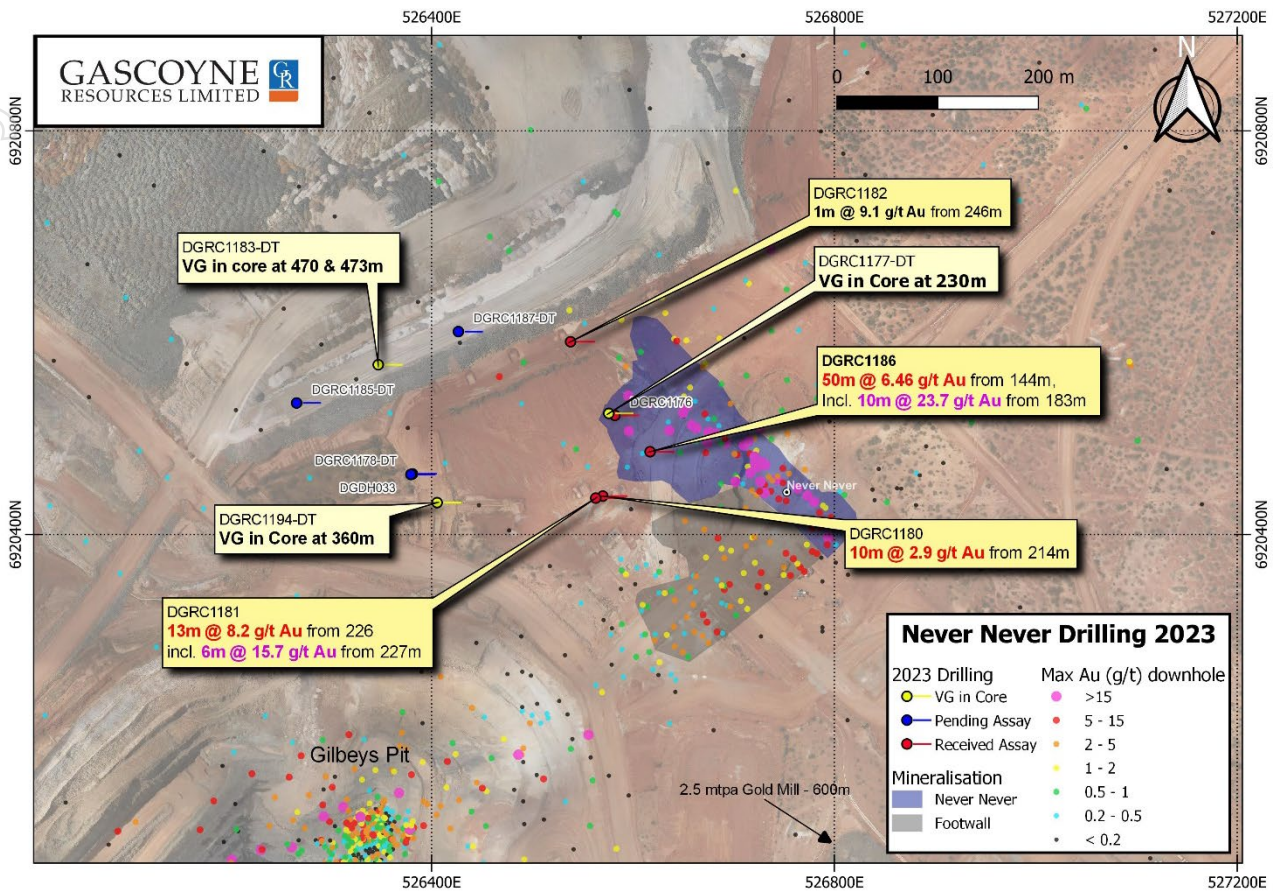 526400E
526800E
527200E
GASCOYNE
RESOURCES LIMITED
GR
N
0 100 200 m
6920800N
6920800N
DGRC1182
1m @ 9.1 g/t Au from 246m
DGRC1183-DT
VG in core at 470 & 473m
DGRC1177-DT
VG in Core at 230m
DGRC1187-DT
DGRC1186
50m @ 6.46 g/t Au from 144m,
Incl. 10m @ 23.7 g/t Au from 183m
DGRC1185-DT
DGRC1176
DGRC1178-DT
DGDH033
Never Never
DGRC1194-DT
VG in Core at 360m
DGRC1180
10m @ 2.9 g/t Au from 214m
6920400N
6920400N
DGRC1181
13m @ 8.2 g/t Au from 226
incl. 6m @ 15.7 g/t Au from 227m
Gilbeys Pit
2.5 mtpa Gold Mill - 600m
Never Never Drilling 2023
2023 Drilling
VG in Core
Pending Assay
Received Assay
Mineralisation
Never Never
Footwall
Max Au (g/t) downhole
>15
5 - 15
2 - 5
1 - 2
0.5 - 1
0.2 - 0.5
< 0.2
526400E
526800E
527200E